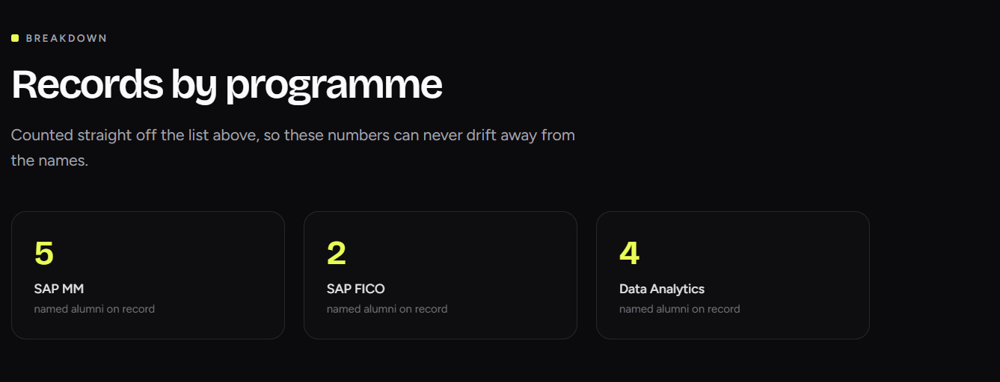 BREAKDOWN
Records by programme
Counted straight off the list above, so these numbers can never drift away from
the names.
5
SAP MM
named alumni on record
2
SAP FICO
named alumni on record
4
Data Analytics
named alumni on record